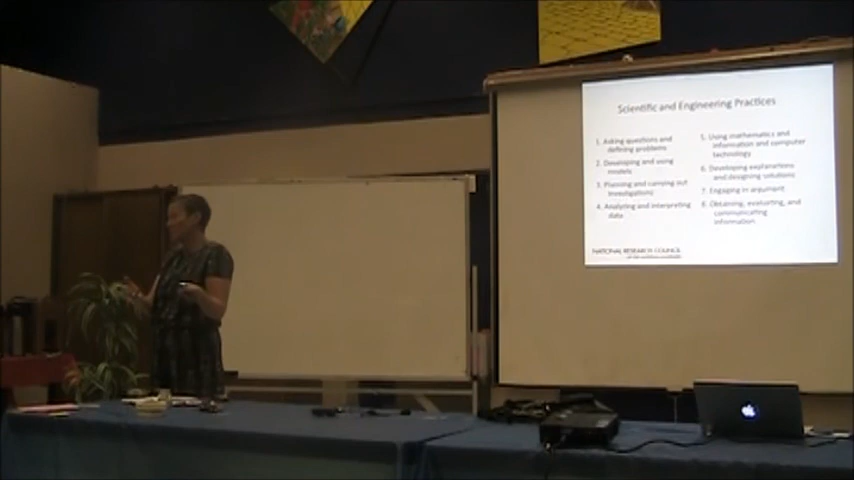 Scientific and Engineering Practices
1. Asking questions and
defining problems
2. Developing and using
models
3. Planning and carrying out
investigations
4. Analyzing and interpreting
data
5. Using mathematics and
information and computer
technology
6. Developing explanations
and designing solutions
7. Engaging in argument
8. Obtaining, evaluating, and
communicating
information
NATIONAL RESEARCH COUNCIL